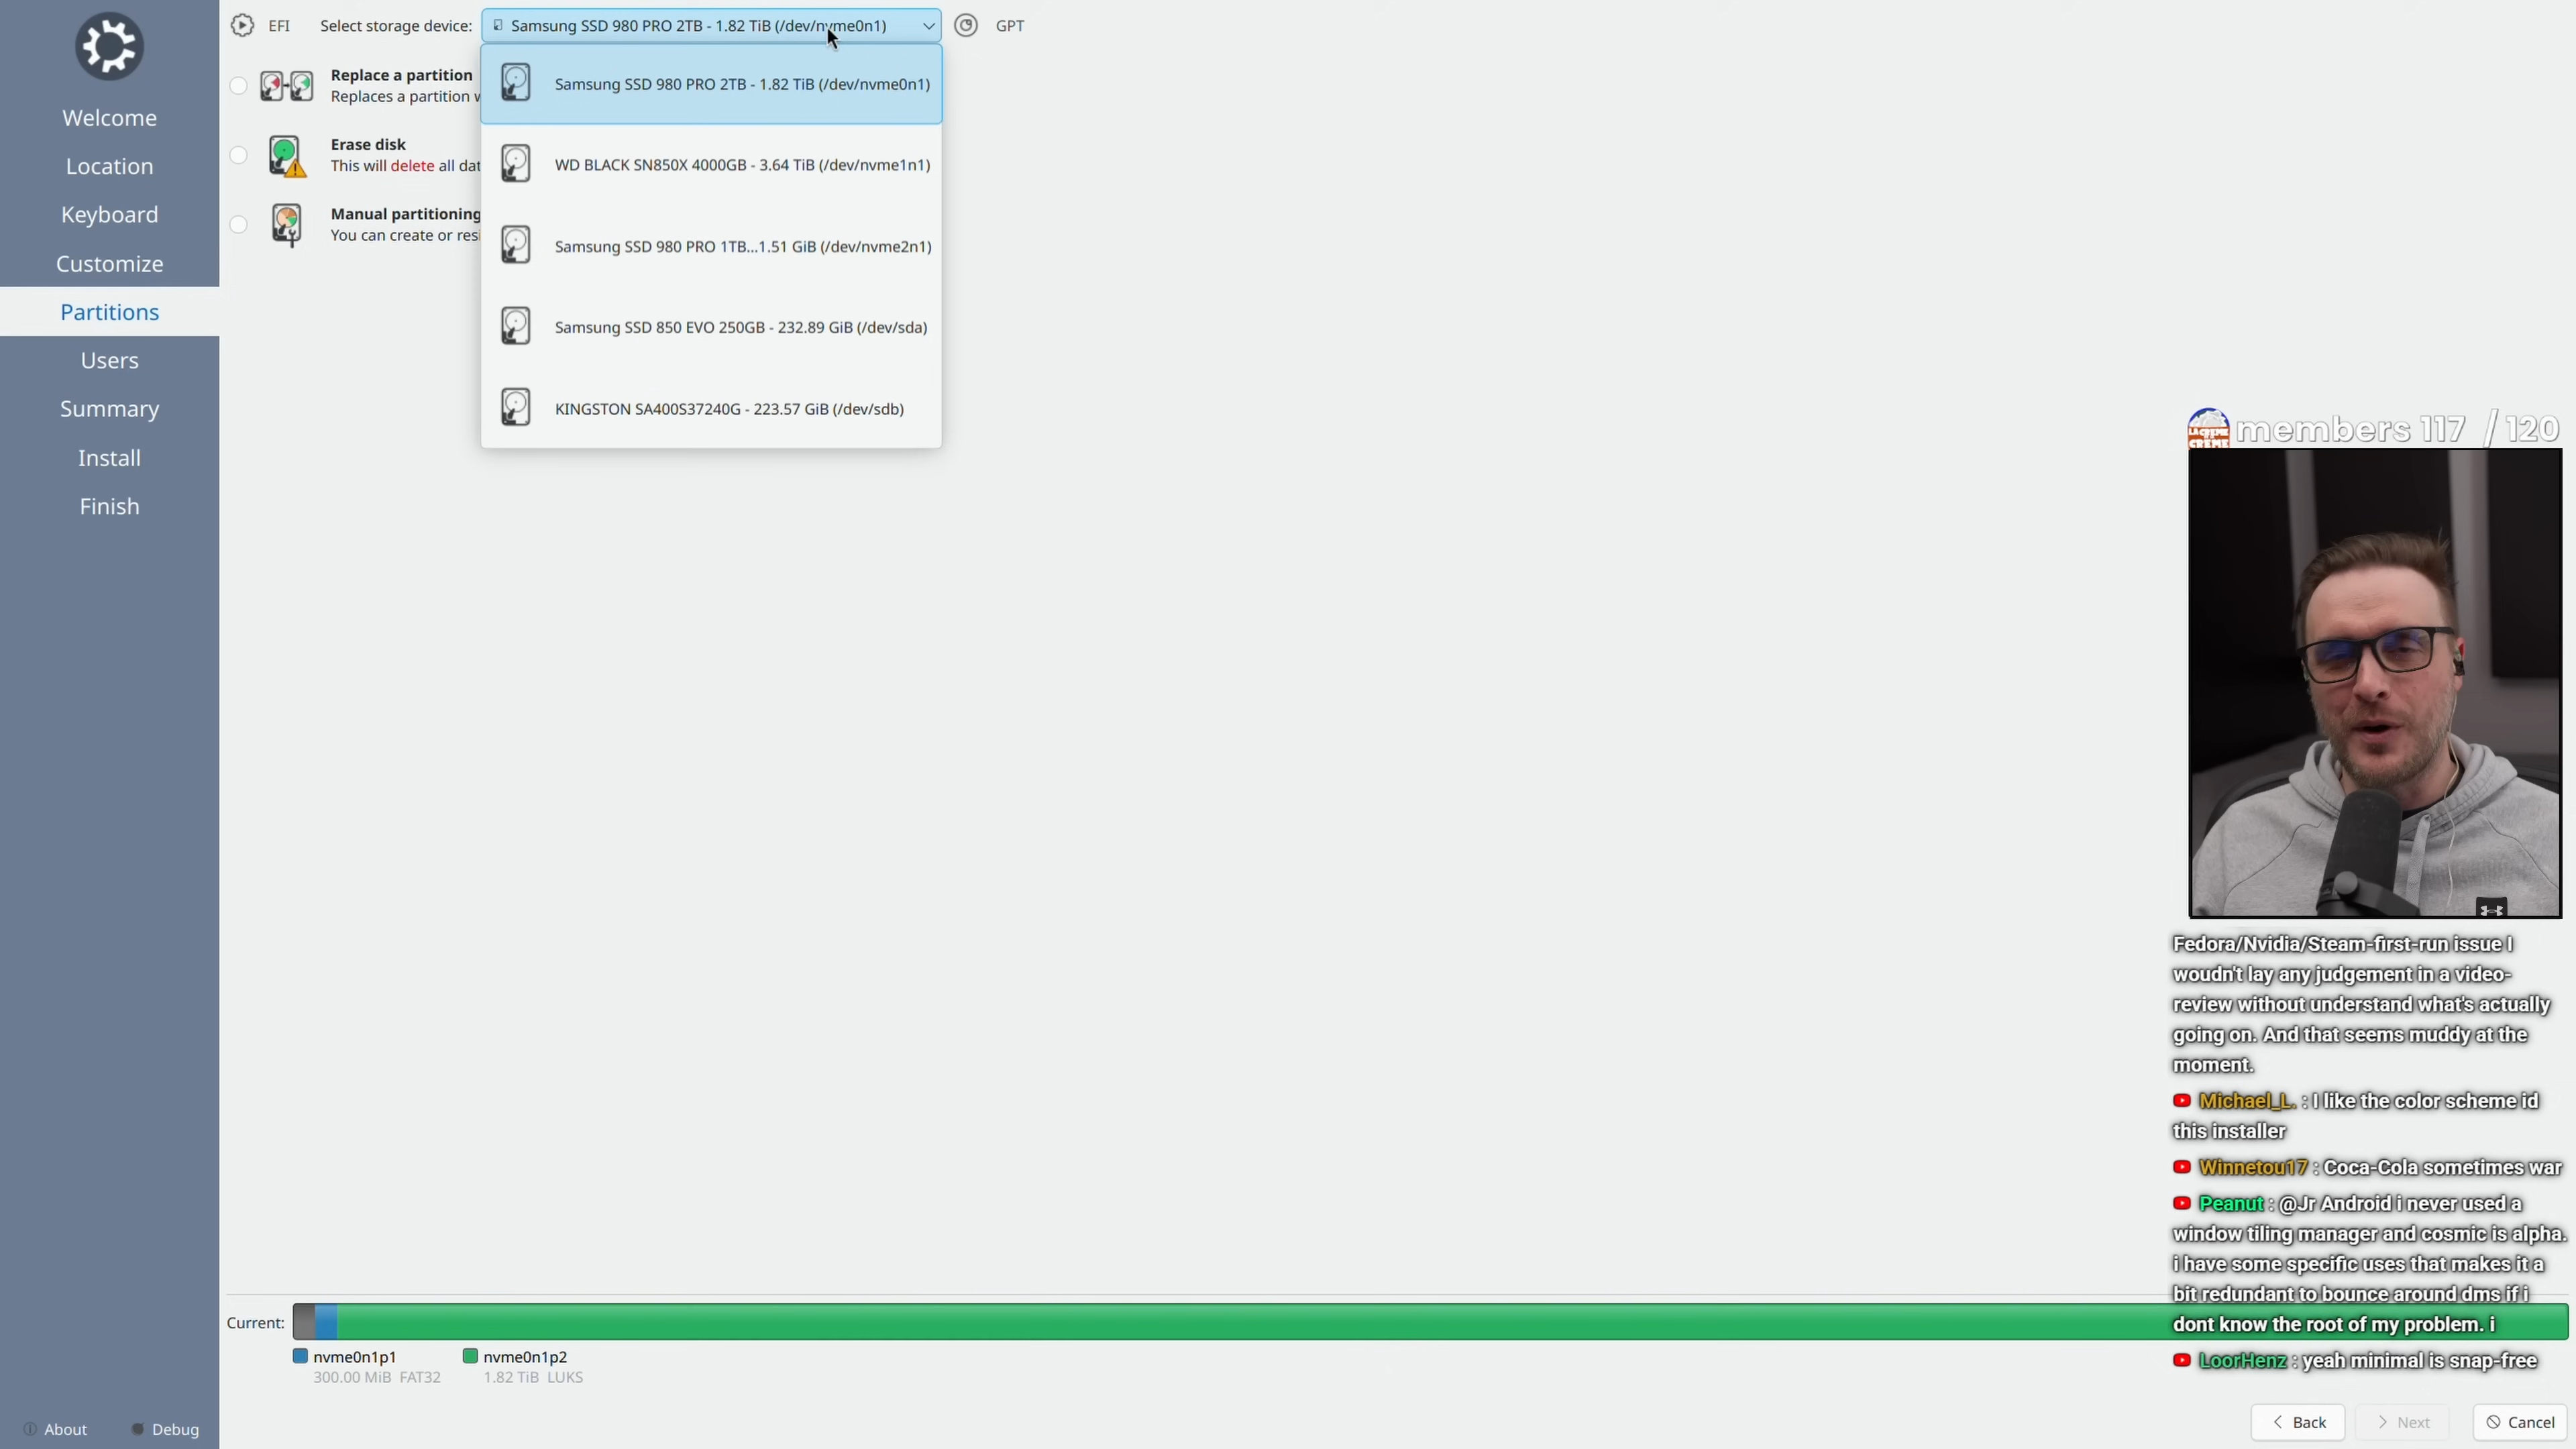 EFI
Select storage device:
Samsung SSD 980 PRO 2TB - 1.82 TiB (/dev/nvme0n1)
GPT
Welcome
Location
Keyboard
Customize
Partitions
Users
Summary
Install
Finish
Replace a partition
Replaces a partition w
Erase disk
This will delete all dat
Manual partitioning
You can create or resi
Samsung SSD 980 PRO 2TB - 1.82 TiB (/dev/nvme0n1)
WD BLACK SN850X 4000GB - 3.64 TiB (/dev/nvme1n1)
Samsung SSD 980 PRO 1TB...1.51 GiB (/dev/nvme2n1)
Samsung SSD 850 EVO 250GB - 232.89 GiB (/dev/sda)
KINGSTON SA400S37240G - 223.57 GiB (/dev/sdb)
members 117 / 120
Fedora/Nvidia/Steam-first-run issue I
woudn't lay any judgement in a video-
review without understand what's actually
going on. And that seems muddy at the
moment.
Michael_L. : I like the color scheme id
this installer
Winnetou17 : Coca-Cola sometimes war
Peanut : @Jr Android i never used a
window tiling manager and cosmic is alpha.
i have some specific uses that makes it a
bit redundant to bounce around dms if i
dont know the root of my problem. i
LoorHenz : yeah minimal is snap-free
Current:
nvme0n1p1
300.00 MiB FAT32
nvme0n1p2
1.82 TiB LUKS
About
Debug
Back
Next
Cancel